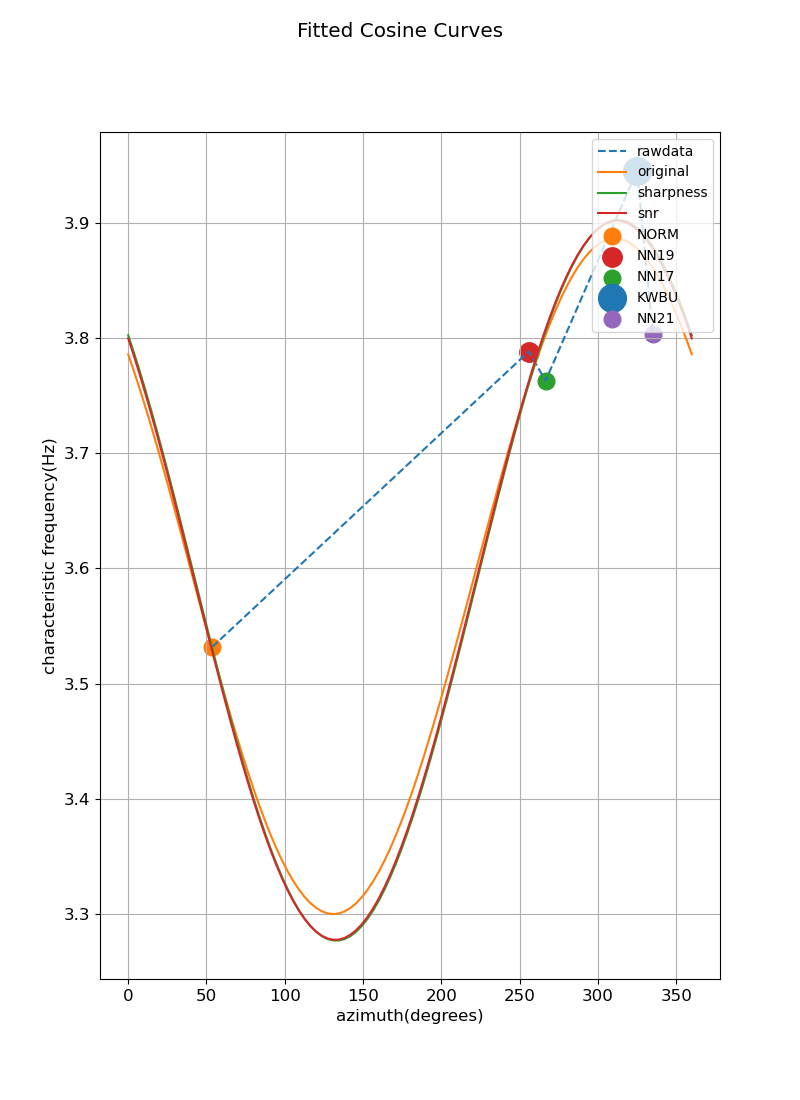 Fitted Cosine Curves
rawdata
original
sharpness
snr
NORM
NN19
NN17
KWBU
NN21
3.9
3.8
3.7
3.6
3.5
3.4
3.3
characteristic frequency(Hz)
0 50 100 150 200 250 300 350
azimuth(degrees)